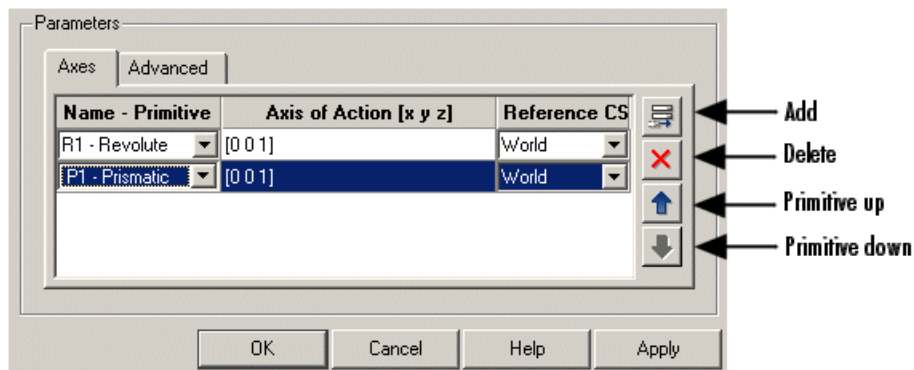 Parameters
Axes Advanced
Name - Primitive Axis of Action [x y z] Reference CS
R1 - Revolute [0 0 1] World
P1 - Prismatic [0 0 1] World
Add
Delete
Primitive up
Primitive down
OK Cancel Help Apply